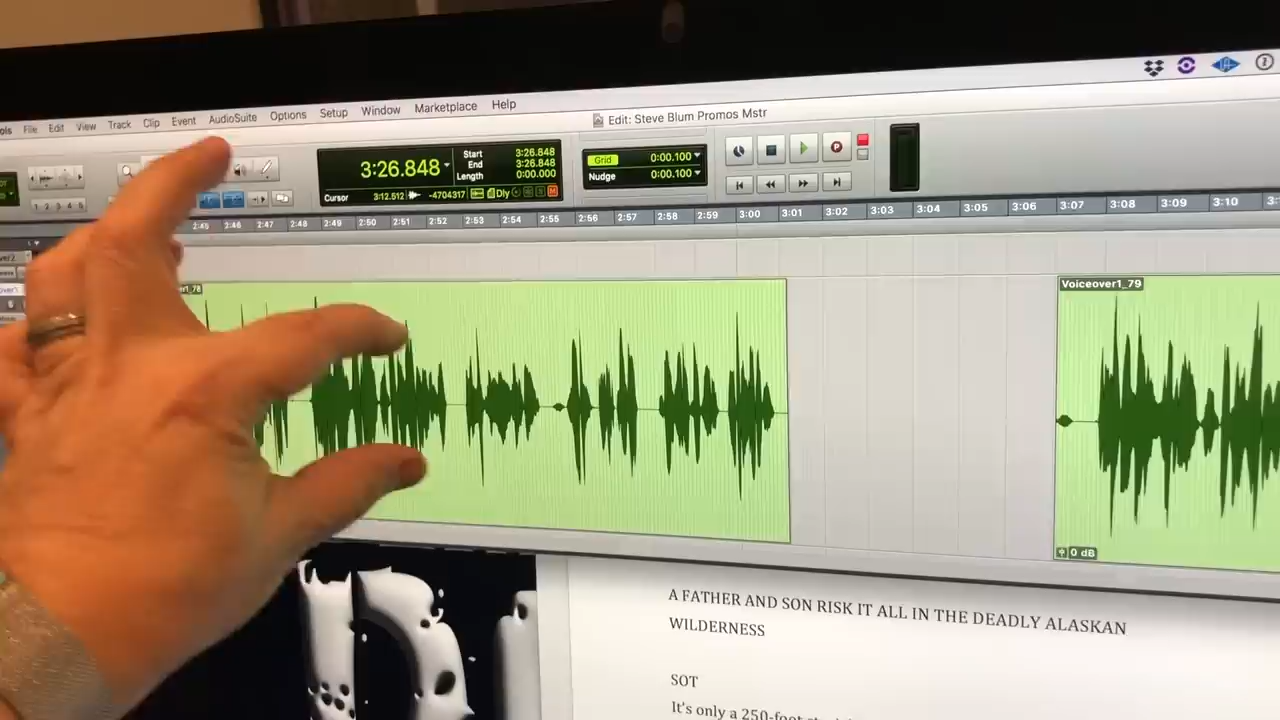 ols File Edit View Track Clip Event AudioSuite Options Setup Window Marketplace Help
Edit: Steve Blum Promos Mstr
3:26.848
Start 3:26.848
End 3:26.848
Length 0:00.000
Cursor 3:12.512 -4704317 Dly
Grid 0:00.100
Nudge 0:00.100
1 2 3 4 5
2:45 2:46 2:47 2:48 2:49 2:50 2:51 2:52 2:53 2:54 2:56 2:57 2:58 2:59 3:00 3:01 3:02 3:03 3:04 3:05 3:06 3:07 3:08 3:09 3:10
Voiceover1_79
0 dB
A FATHER AND SON RISK IT ALL IN THE DEADLY ALASKAN
WILDERNESS
SOT
It's only a 250-foot